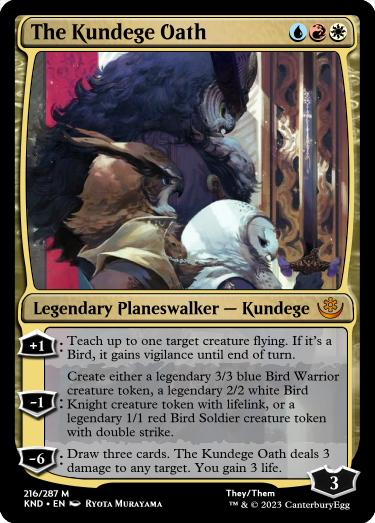 The Kundege Oath
Legendary Planeswalker — Kundege
+1: Teach up to one target creature flying. If it's a
Bird, it gains vigilance until end of turn.
Create either a legendary 3/3 blue Bird Warrior
creature token, a legendary 2/2 white Bird
-1: Knight creature token with lifelink, or a
legendary 1/1 red Bird Soldier creature token
with double strike.
-6: Draw three cards. The Kundege Oath deals 3
damage to any target. You gain 3 life.
3
216/287 M They/Them
KND • EN Ryota Murayama ™ & © 2023 CanterburyEgg